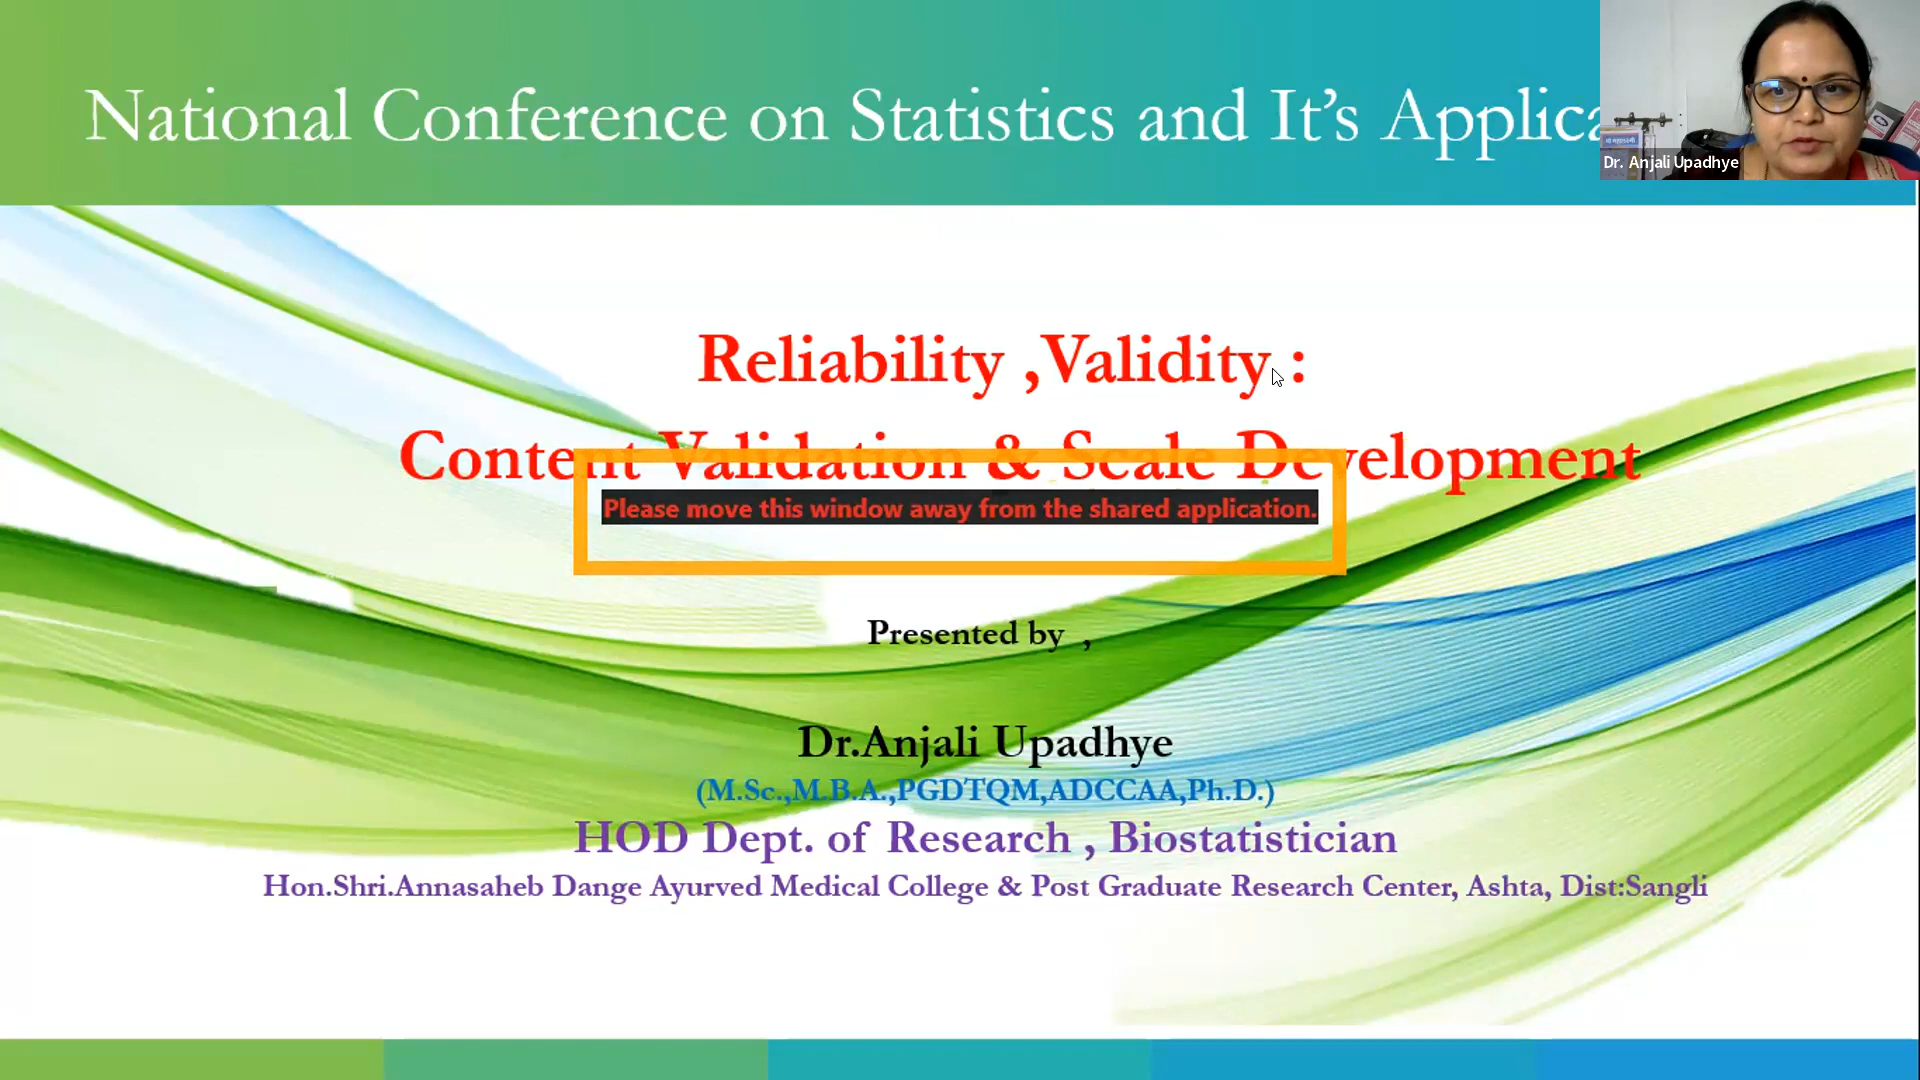 National Conference on Statistics and It’s Applica
Dr. Anjali Upadhye
Reliability ,Validity :
Content Validation & Scale Development
Please move this window away from the shared application.
Presented by ,
Dr.Anjali Upadhye
(M.Sc.,M.B.A.,PGDTQM,ADCCAA,Ph.D.)
HOD Dept. of Research , Biostatistician
Hon.Shri.Annasaheb Dange Ayurved Medical College & Post Graduate Research Center, Ashta, Dist:Sangli